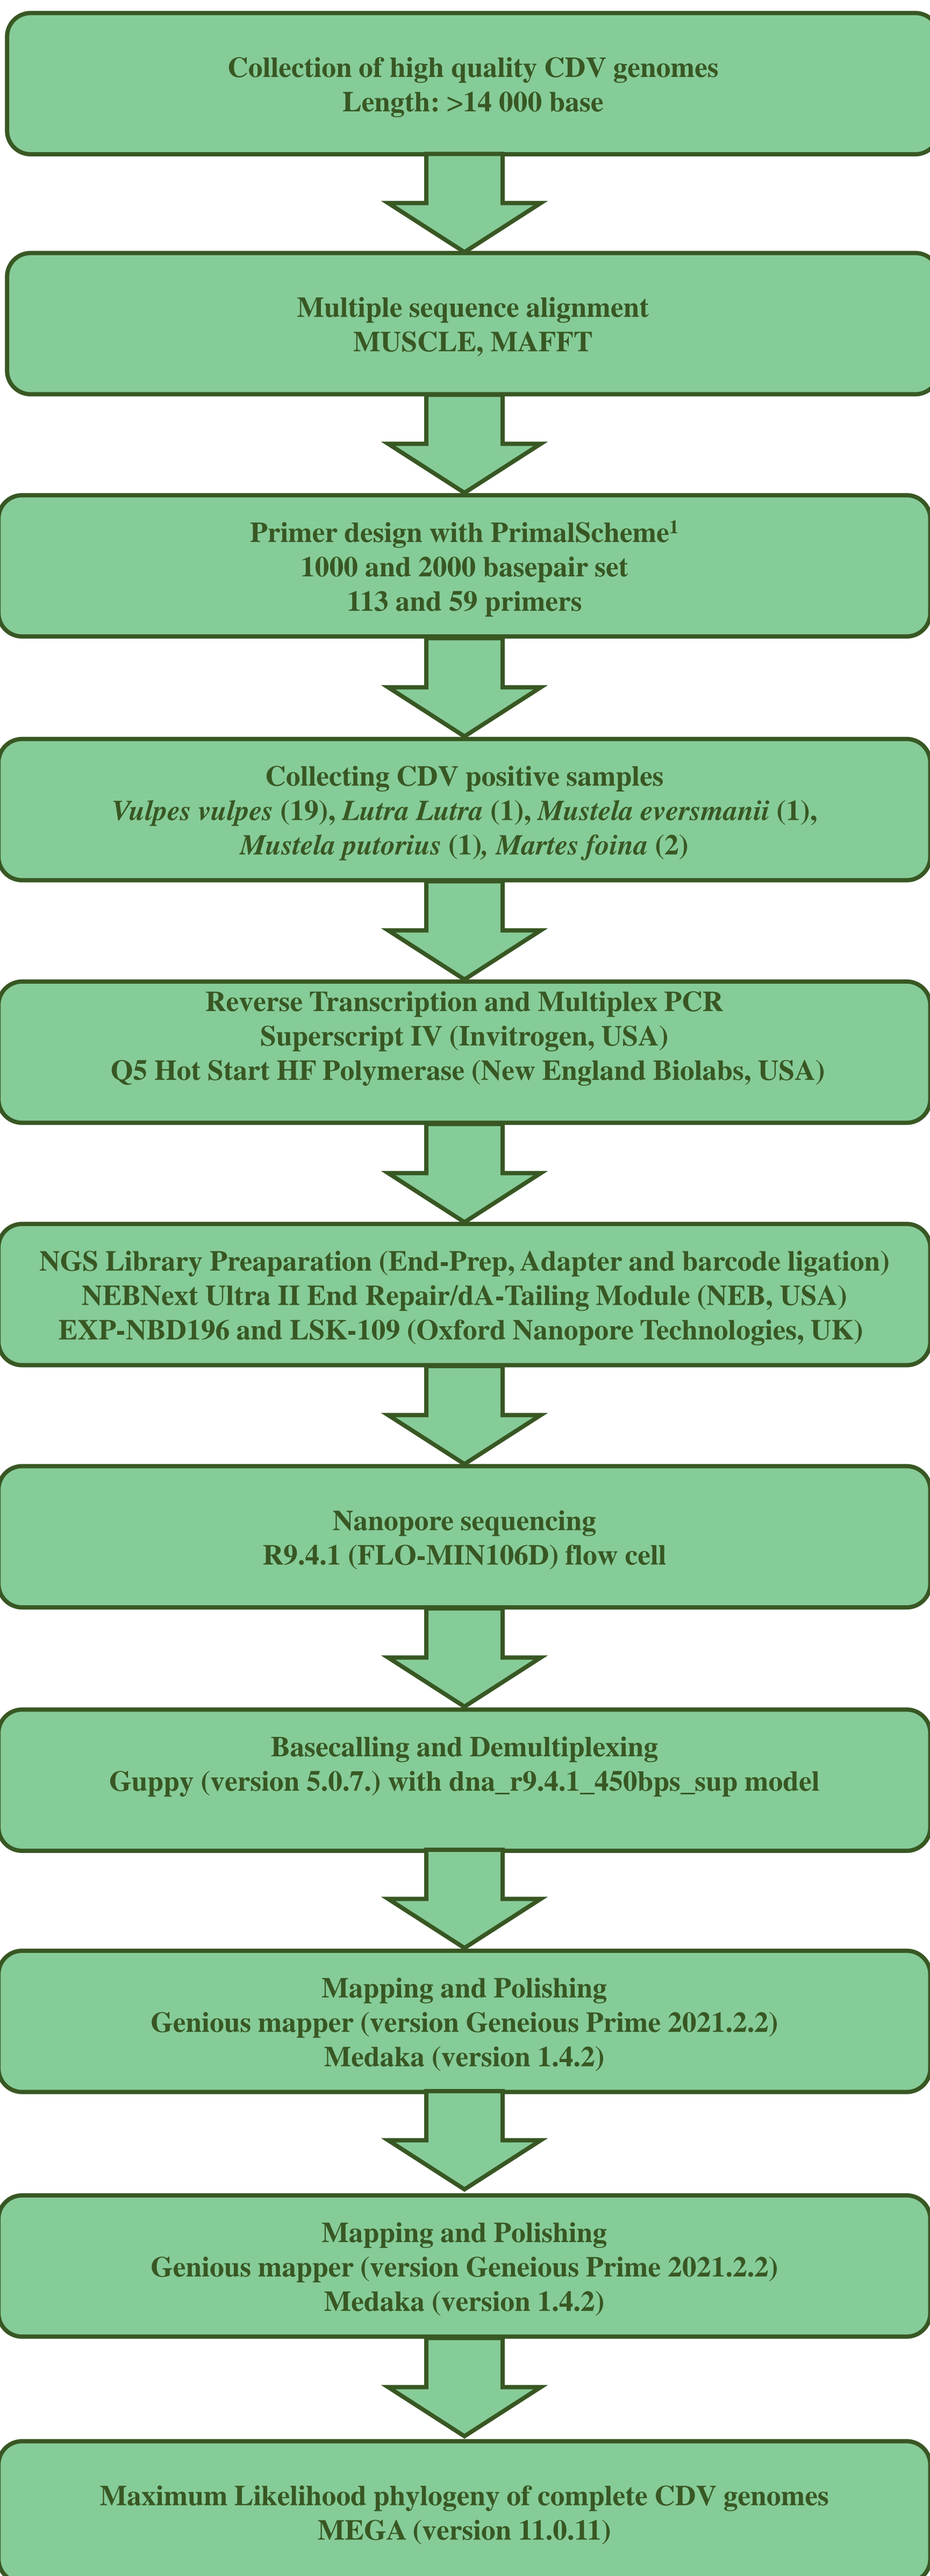 Collection of high quality CDV genomes
Length: >14 000 base
Multiple sequence alignment
MUSCLE, MAFFT
Primer design with PrimalScheme¹
1000 and 2000 basepair set
113 and 59 primers
Collecting CDV positive samples
Vulpes vulpes (19), Lutra Lutra (1), Mustela eversmanii (1),
Mustela putorius (1), Martes foina (2)
Reverse Transcription and Multiplex PCR
Superscript IV (Invitrogen, USA)
Q5 Hot Start HF Polymerase (New England Biolabs, USA)
NGS Library Preaparation (End-Prep, Adapter and barcode ligation)
NEBNext Ultra II End Repair/dA-Tailing Module (NEB, USA)
EXP-NBD196 and LSK-109 (Oxford Nanopore Technologies, UK)
Nanopore sequencing
R9.4.1 (FLO-MIN106D) flow cell
Basecalling and Demultiplexing
Guppy (version 5.0.7.) with dna_r9.4.1_450bps_sup model
Mapping and Polishing
Genious mapper (version Geneious Prime 2021.2.2)
Medaka (version 1.4.2)
Mapping and Polishing
Genious mapper (version Geneious Prime 2021.2.2)
Medaka (version 1.4.2)
Maximum Likelihood phylogeny of complete CDV genomes
MEGA (version 11.0.11)